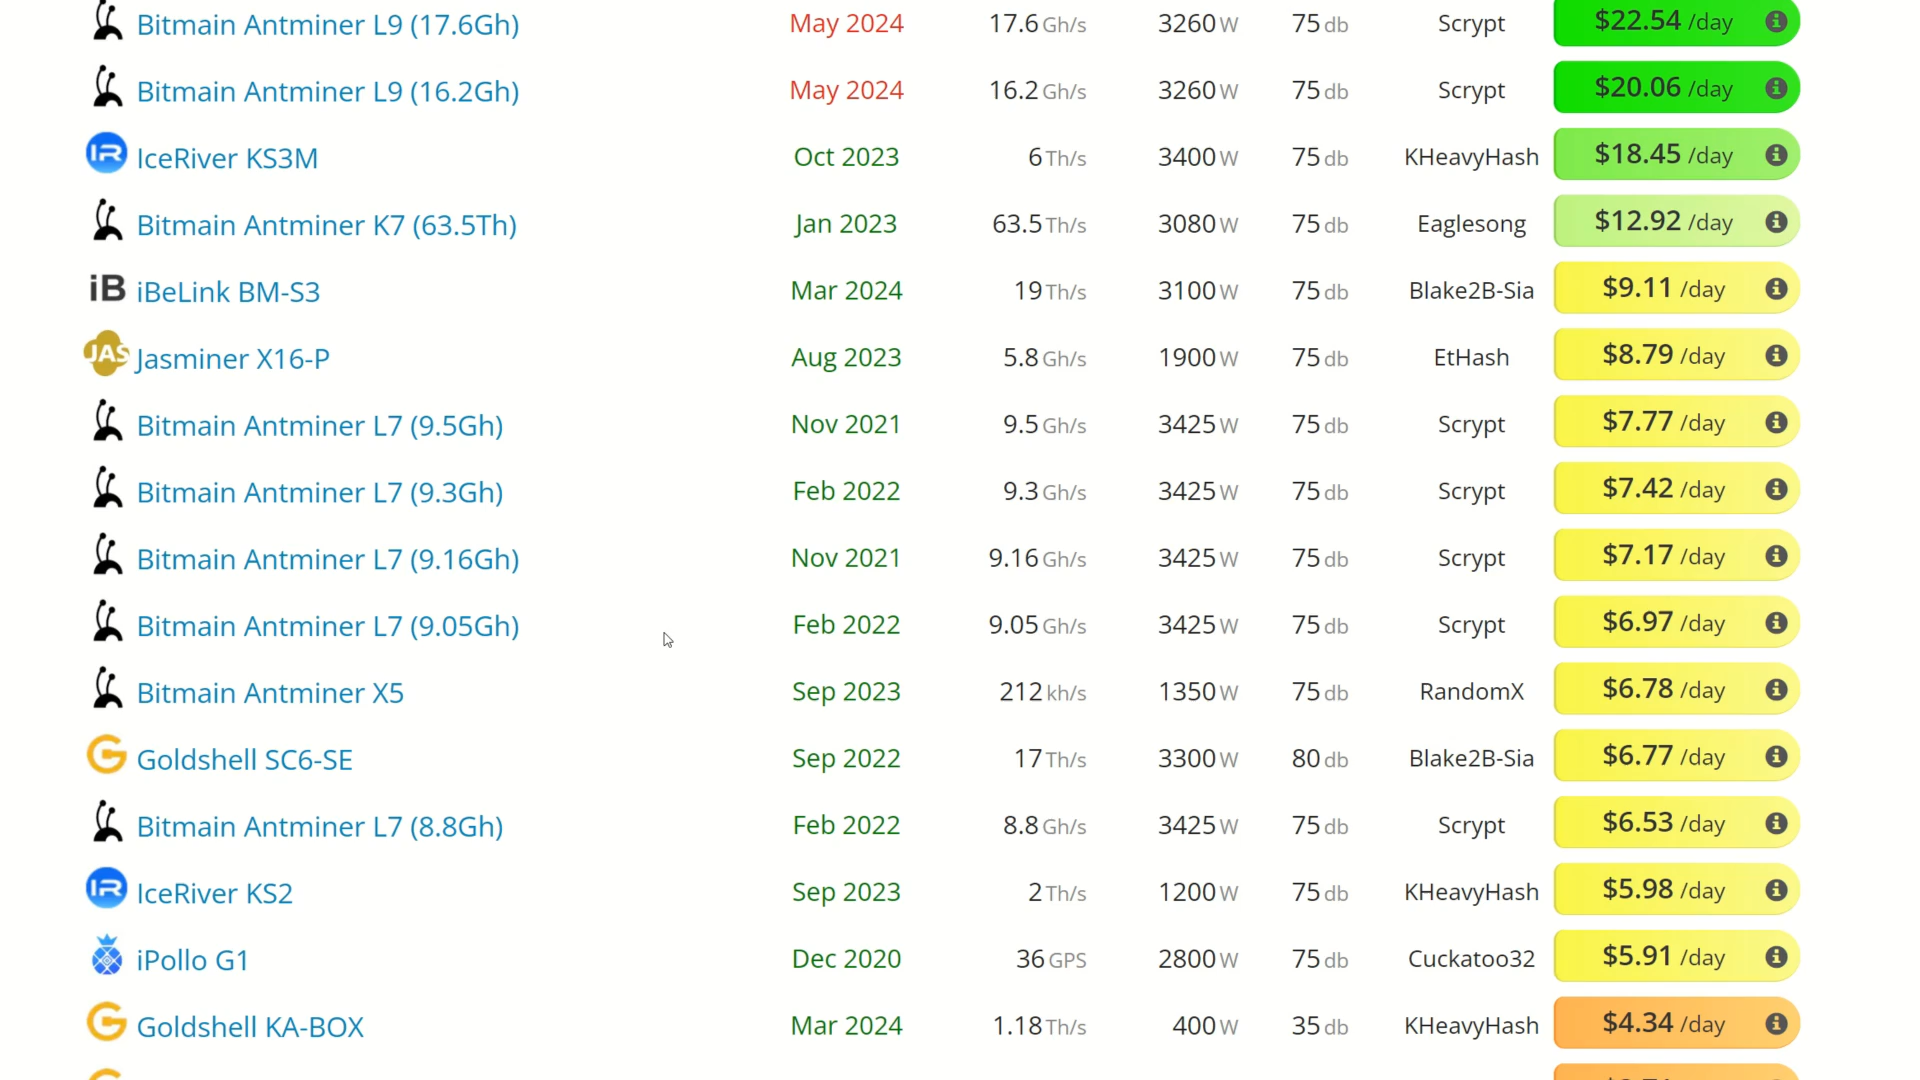 Bitmain Antminer L9 (17.6Gh) May 2024 17.6 Gh/s 3260 W 75 db Scrypt $22.54 /day
Bitmain Antminer L9 (16.2Gh) May 2024 16.2 Gh/s 3260 W 75 db Scrypt $20.06 /day
IR IceRiver KS3M Oct 2023 6 Th/s 3400 W 75 db KHeavyHash $18.45 /day
Bitmain Antminer K7 (63.5Th) Jan 2023 63.5 Th/s 3080 W 75 db Eaglesong $12.92 /day
iB iBeLink BM-S3 Mar 2024 19 Th/s 3100 W 75 db Blake2B-Sia $9.11 /day
JAS Jasminer X16-P Aug 2023 5.8 Gh/s 1900 W 75 db EtHash $8.79 /day
Bitmain Antminer L7 (9.5Gh) Nov 2021 9.5 Gh/s 3425 W 75 db Scrypt $7.77 /day
Bitmain Antminer L7 (9.3Gh) Feb 2022 9.3 Gh/s 3425 W 75 db Scrypt $7.42 /day
Bitmain Antminer L7 (9.16Gh) Nov 2021 9.16 Gh/s 3425 W 75 db Scrypt $7.17 /day
Bitmain Antminer L7 (9.05Gh) Feb 2022 9.05 Gh/s 3425 W 75 db Scrypt $6.97 /day
Bitmain Antminer X5 Sep 2023 212 kh/s 1350 W 75 db RandomX $6.78 /day
G Goldshell SC6-SE Sep 2022 17 Th/s 3300 W 80 db Blake2B-Sia $6.77 /day
Bitmain Antminer L7 (8.8Gh) Feb 2022 8.8 Gh/s 3425 W 75 db Scrypt $6.53 /day
IR IceRiver KS2 Sep 2023 2 Th/s 1200 W 75 db KHeavyHash $5.98 /day
iPollo G1 Dec 2020 36 GPS 2800 W 75 db Cuckatoo32 $5.91 /day
G Goldshell KA-BOX Mar 2024 1.18 Th/s 400 W 35 db KHeavyHash $4.34 /day